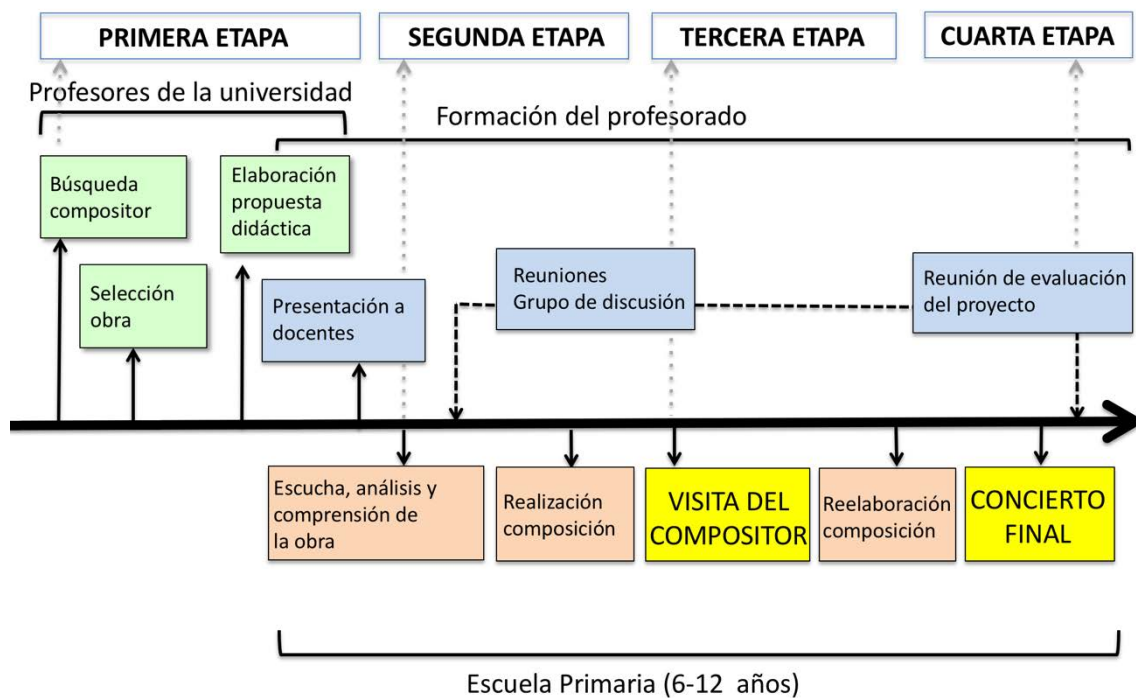 PRIMERA ETAPA
SEGUNDA ETAPA
TERCERA ETAPA
CUARTA ETAPA
Profesores de la universidad
Formación del profesorado
Búsqueda
compositor
Selección
obra
Elaboración
propuesta
didáctica
Presentación a
docentes
Reuniones
Grupo de discusión
Reunión de evaluación
del proyecto
Escucha, análisis y
comprensión de
la obra
Realización
composición
VISITA DEL
COMPOSITOR
Reelaboración
composición
CONCIERTO
FINAL
Escuela Primaria (6-12 años)